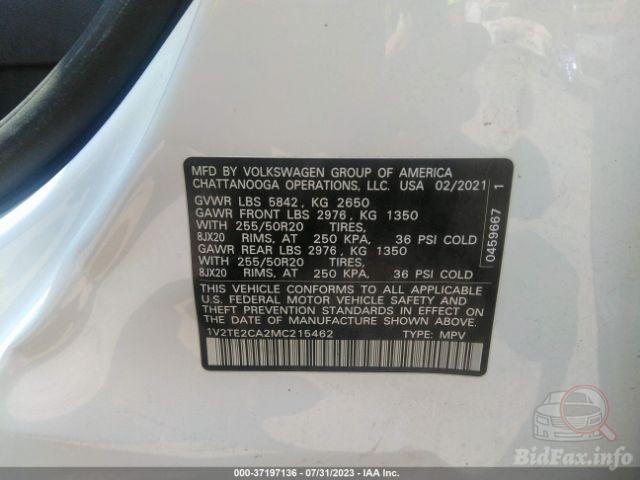 MFD BY VOLKSWAGEN GROUP OF AMERICA
CHATTANOOGA OPERATIONS, LLC. USA 02/2021
GVWR LBS 5842, KG 2650
GAWR FRONT LBS 2976, KG 1350
WITH 255/50R20 TIRES,
8JX20 RIMS, AT 250 KPA, 36 PSI COLD
GAWR REAR LBS 2976, KG 1350
WITH 255/50R20 TIRES,
8JX20 RIMS, AT 250 KPA, 36 PSI COLD
THIS VEHICLE CONFORMS TO ALL APPLICABLE
U.S. FEDERAL MOTOR VEHICLE SAFETY AND
THEFT PREVENTION STANDARDS IN EFFECT ON THE
DATE OF MANUFACTURE SHOWN ABOVE.
1V2TE2CA2MC215462 TYPE: MPV
0459667 1
BidFax.info
000-37197136 - 07/31/2023 - IAA Inc.